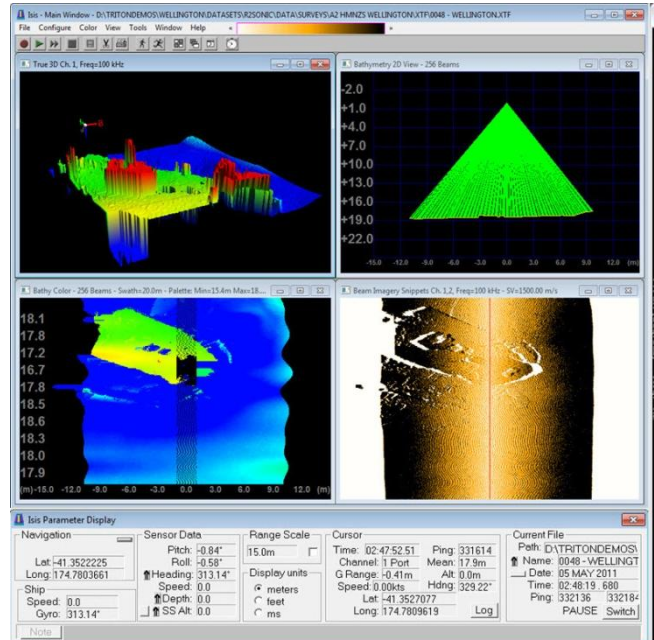 Isis - Main Window - D:\TRITONDEMOS\WELLINGTON\DATASETS\R2SONIC\DATA\SURVEYS\A2 HMNZS WELLINGTON\XTF\0048 - WELLINGTON.XTF
File Configure Color View Tools Window Help
True 3D Ch. 1, Freq=100 kHz
Bathymetry 2D View - 256 Beams
-2.0
+1.0
+4.0
+7.0
+10.0
+13.0
+16.0
+19.0
+22.0
-15.0 -12.0 -9.0 -6.0 -3.0 0.0 3.0 6.0 9.0 12.0 (m)
Bathy Color - 256 Beams - Swath=20.0m - Palette: Min=15.4m Max=18....
Beam Imagery Snippets Ch. 1,2, Freq=100 kHz - SV=1500.00 m/s
18.1
17.8
17.2
16.7
17.8
18.5
18.6
18.3
18.0
17.9
(m)-15.0 -12.0 -9.0 -6.0 -3.0 0.0 3.0 6.0 9.0 12.0
Isis Parameter Display
Navigation
Lat: -41.3522225
Long: 174.7803661
Ship
Speed: 0.0
Gyro: 313.14°
Note
Sensor Data
Pitch: -0.84°
Roll: -0.58°
Heading: 313.14°
Speed: 0.0
Depth: 0.0
SS Alt: 0.0
Range Scale
15.0m
Display units
meters
feet
ms
Cursor
Time: 02:47:52.51 Ping: 331614
Channel: 1 Port Mean: 17.9m
G Range: -0.41m Alt: 0.0m
Speed: 0.00kts Hdng: 329.22°
Lat: -41.3527077
Long: 174.7809619 Log
Current File
Path: D:\TRITONDEMOS\
Name: 0048 - WELLINGT
Date: 05 MAY 2011
Time: 02:48:19 . 680
Ping: 332136 332184
PAUSE Switch